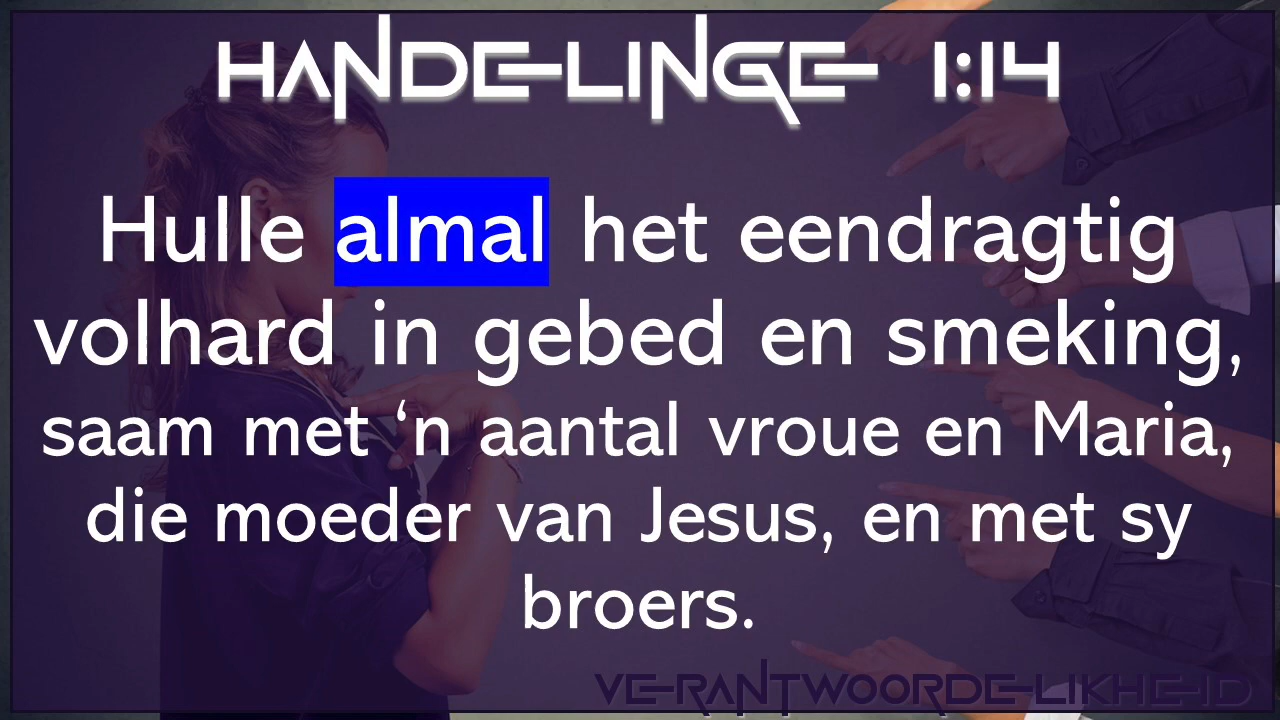 HANDELINGE 1:14
Hulle almal het eendragtig
volhard in gebed en smeking,
saam met ‘n aantal vroue en Maria,
die moeder van Jesus, en met sy
broers.
VERANTWOORDELIKHEID